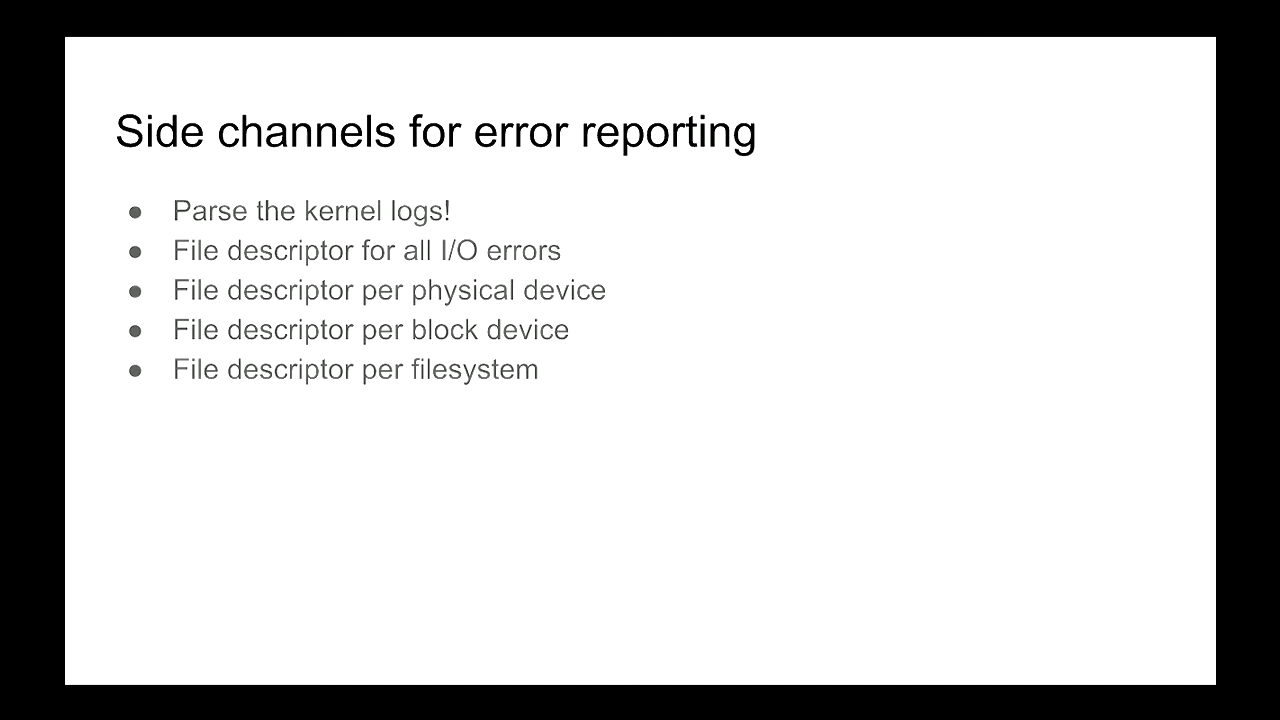 Side channels for error reporting
● Parse the kernel logs!
● File descriptor for all I/O errors
● File descriptor per physical device
● File descriptor per block device
● File descriptor per filesystem